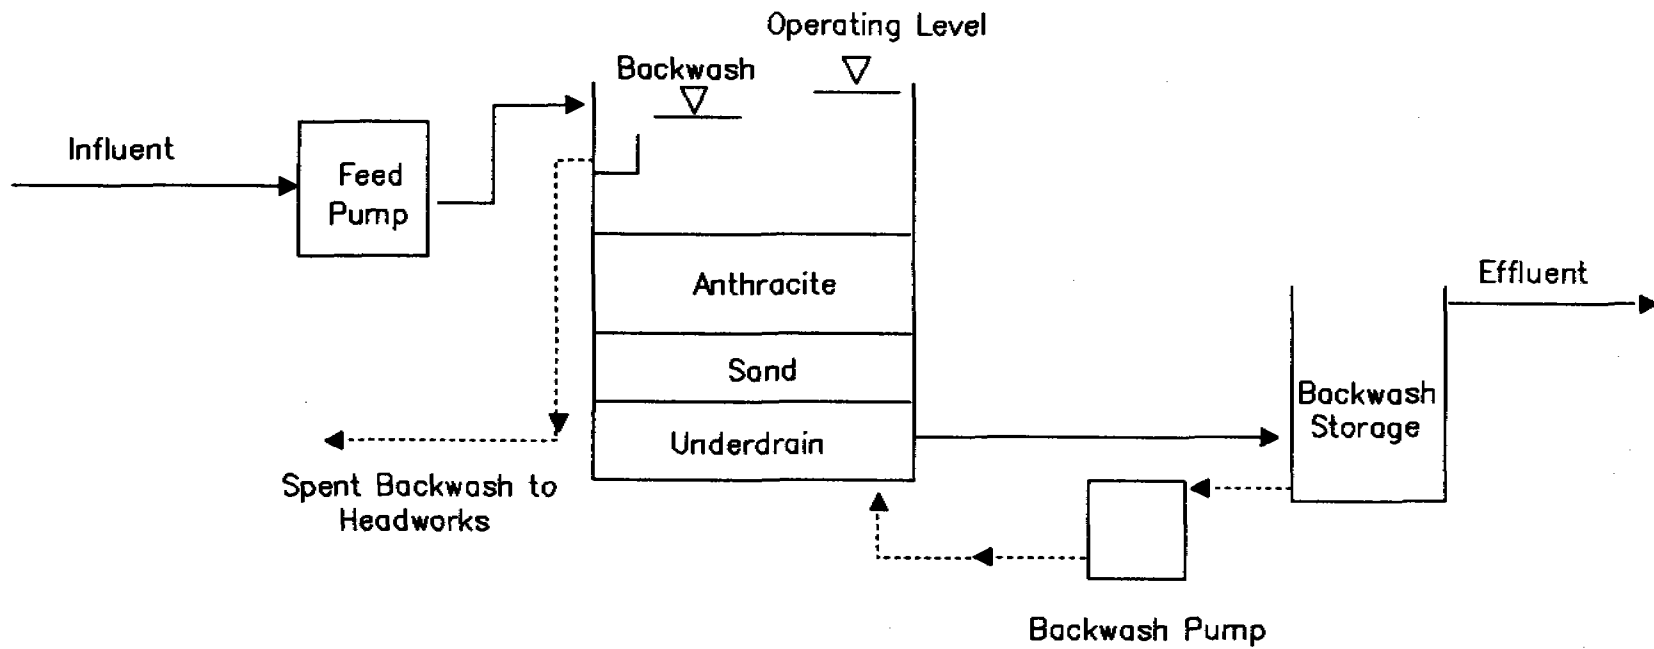 Operating Level
Backwash
Influent
Feed
Pump
Anthracite
Sand
Underdrain
Effluent
Backwash
Storage
Spent Backwash to
Headworks
Backwash Pump